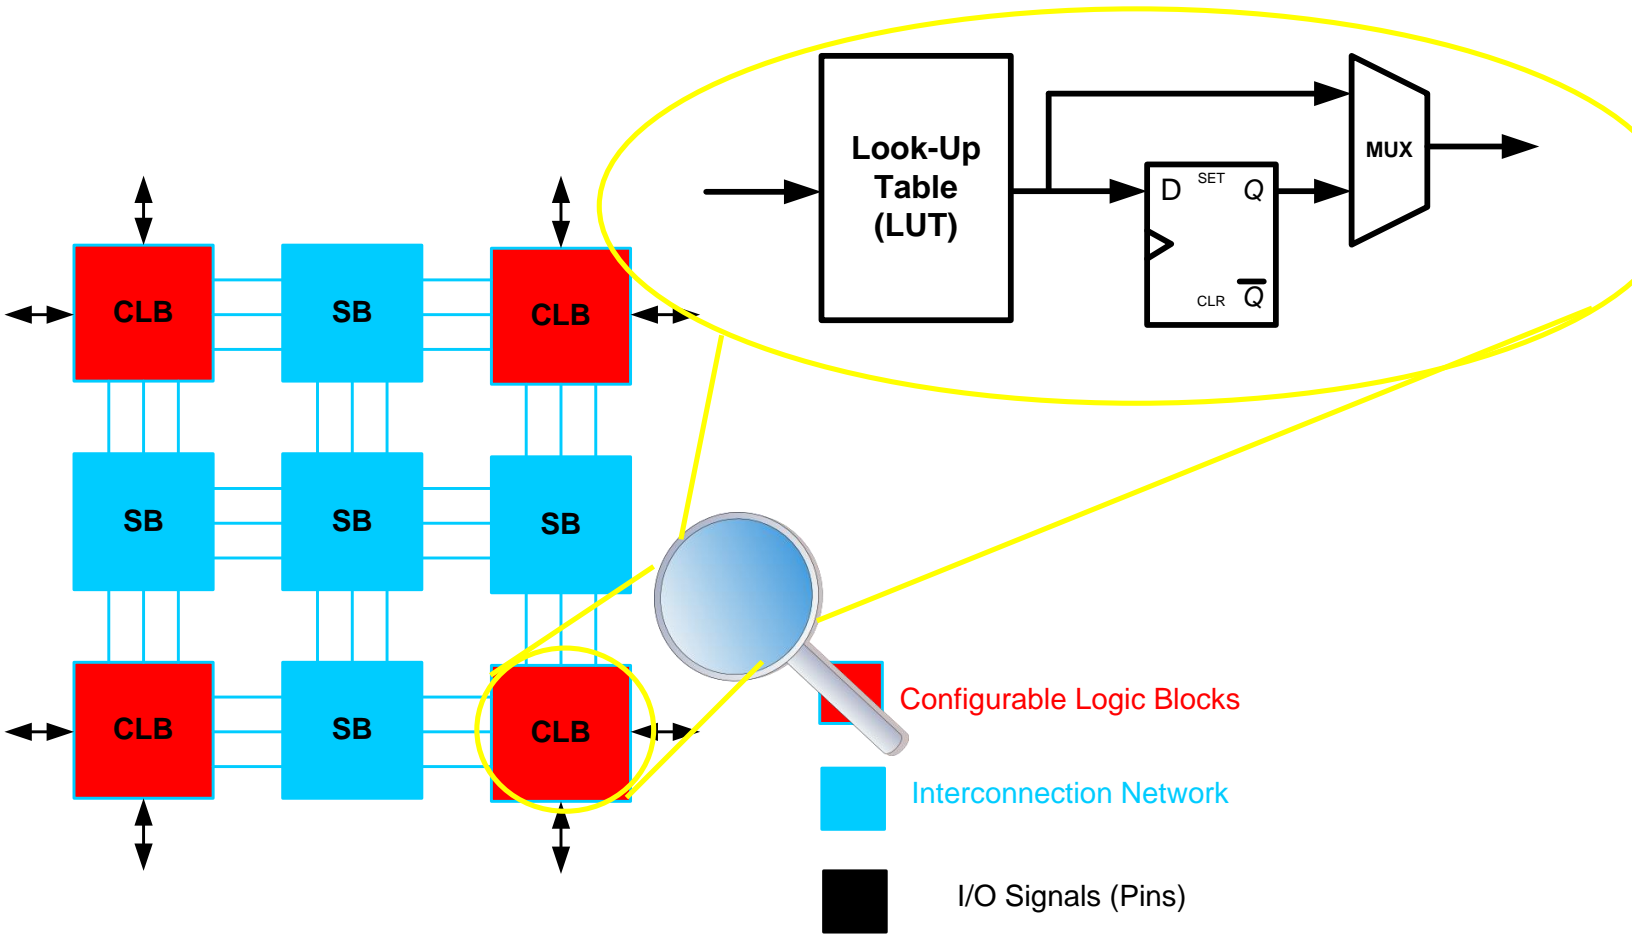 Look-Up
Table
(LUT)
MUX
D SET Q
CLR Q
CLB SB CLB
SB SB SB
CLB SB CLB
Configurable Logic Blocks
Interconnection Network
I/O Signals (Pins)